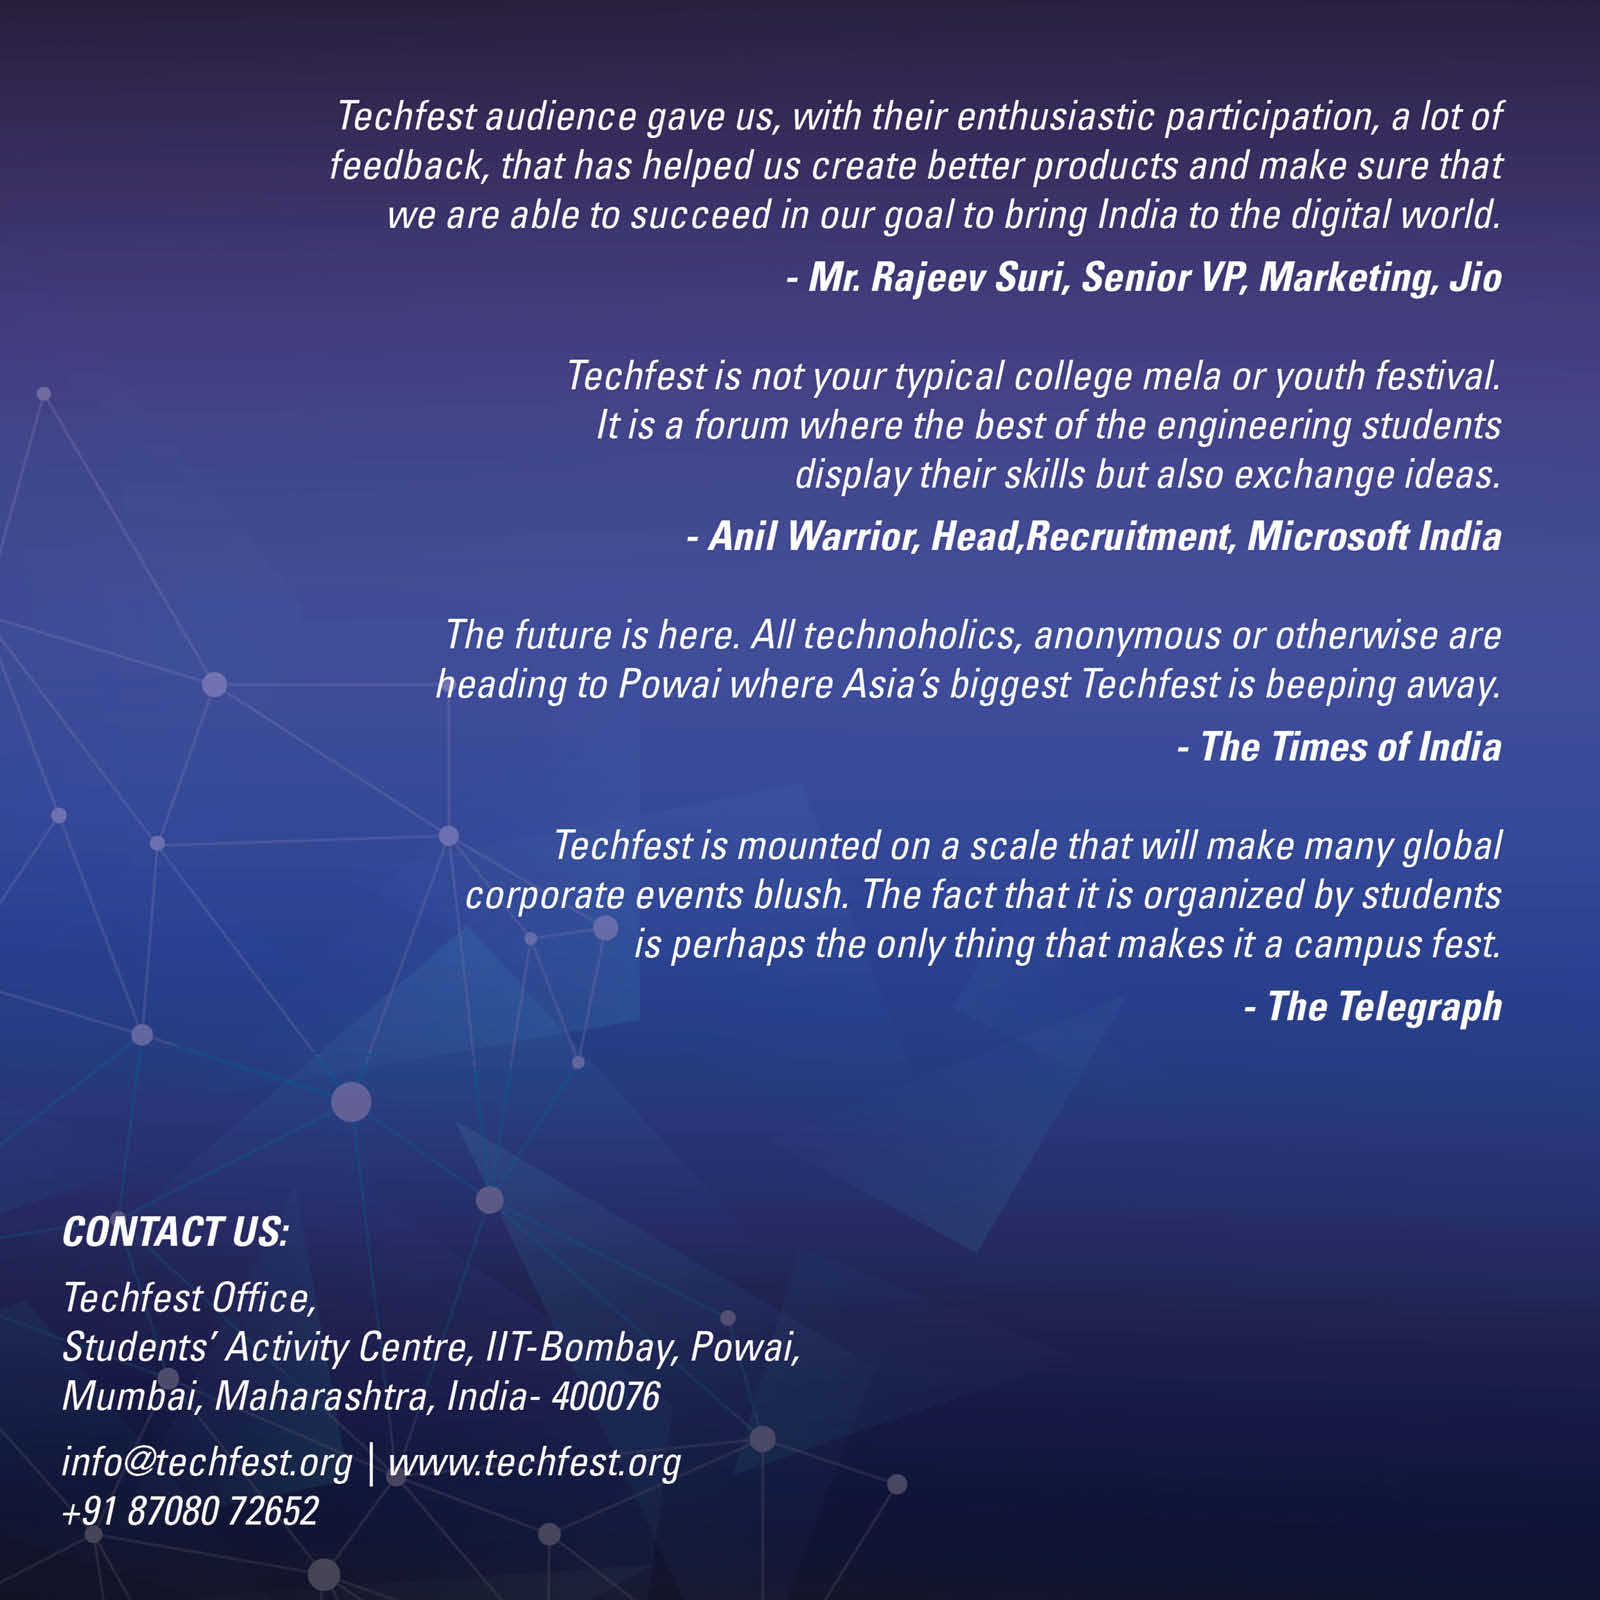 Techfest audience gave us, with their enthusiastic participation, a lot of
feedback, that has helped us create better products and make sure that
we are able to succeed in our goal to bring India to the digital world.
- Mr. Rajeev Suri, Senior VP, Marketing, Jio
Techfest is not your typical college mela or youth festival.
It is a forum where the best of the engineering students
display their skills but also exchange ideas.
- Anil Warrior, Head,Recruitment, Microsoft India
The future is here. All technoholics, anonymous or otherwise are
heading to Powai where Asia’s biggest Techfest is beeping away.
- The Times of India
Techfest is mounted on a scale that will make many global
corporate events blush. The fact that it is organized by students
is perhaps the only thing that makes it a campus fest.
- The Telegraph
CONTACT US:
Techfest Office,
Students’ Activity Centre, IIT-Bombay, Powai,
Mumbai, Maharashtra, India- 400076
info@techfest.org | www.techfest.org
+91 87080 72652